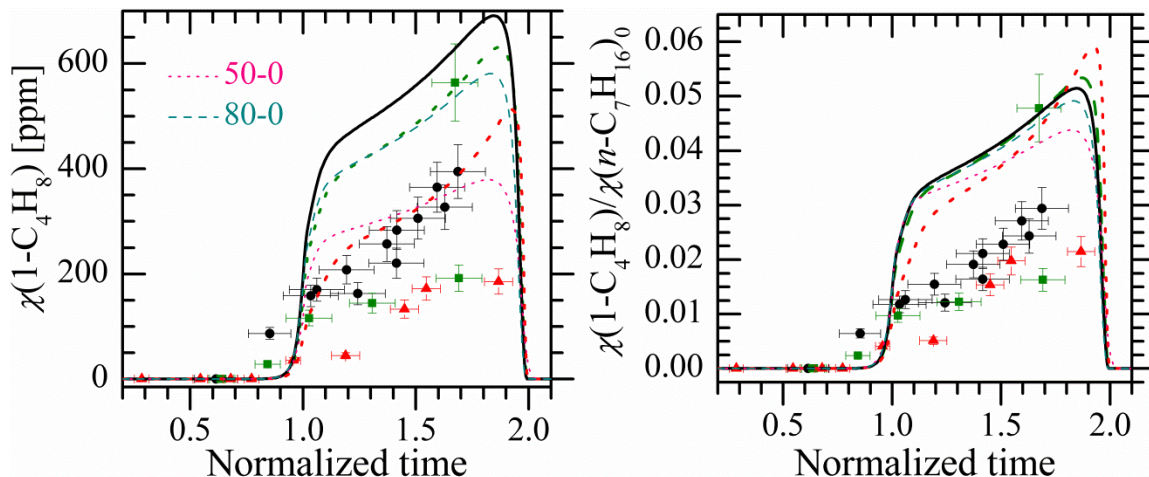 χ(1-C4H8) [ppm]
600
400
200
0
50-0
80-0
0.5 1.0 1.5 2.0
Normalized time
χ(1-C4H8)/χ(n-C7H16)0
0.06
0.05
0.04
0.03
0.02
0.01
0.00
0.5 1.0 1.5 2.0
Normalized time